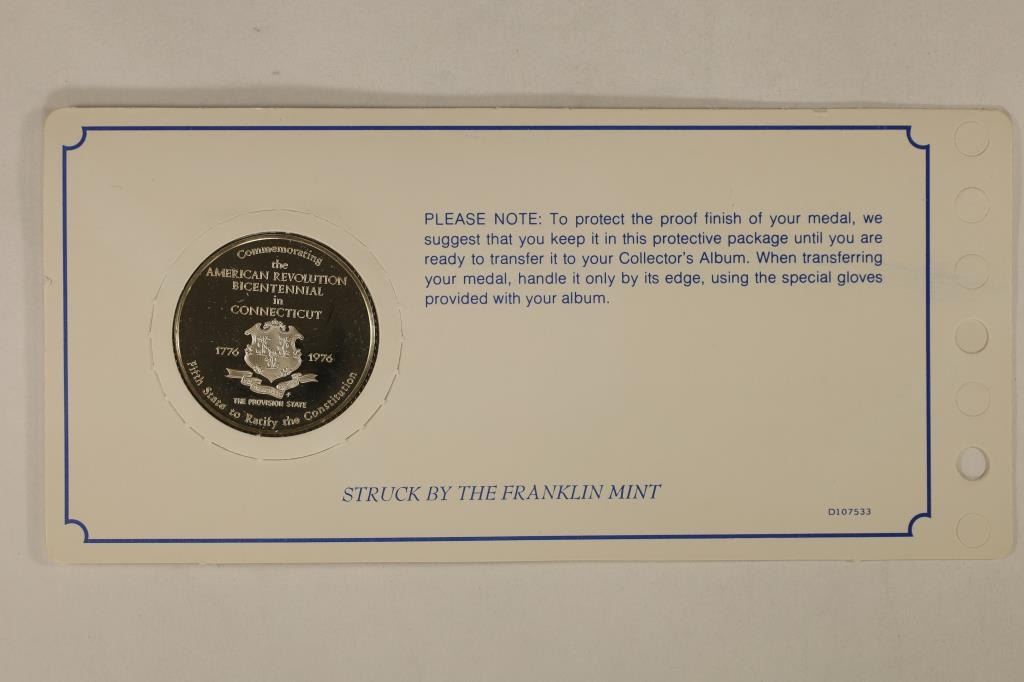 Commemorating
the
AMERICAN REVOLUTION
BICENTENNIAL
in
CONNECTICUT
1776 1976
THE PROVISION STATE
Fifth State to Ratify the Constitution
PLEASE NOTE: To protect the proof finish of your medal, we
suggest that you keep it in this protective package until you are
ready to transfer it to your Collector's Album. When transferring
your medal, handle it only by its edge, using the special gloves
provided with your album.
STRUCK BY THE FRANKLIN MINT
D107533